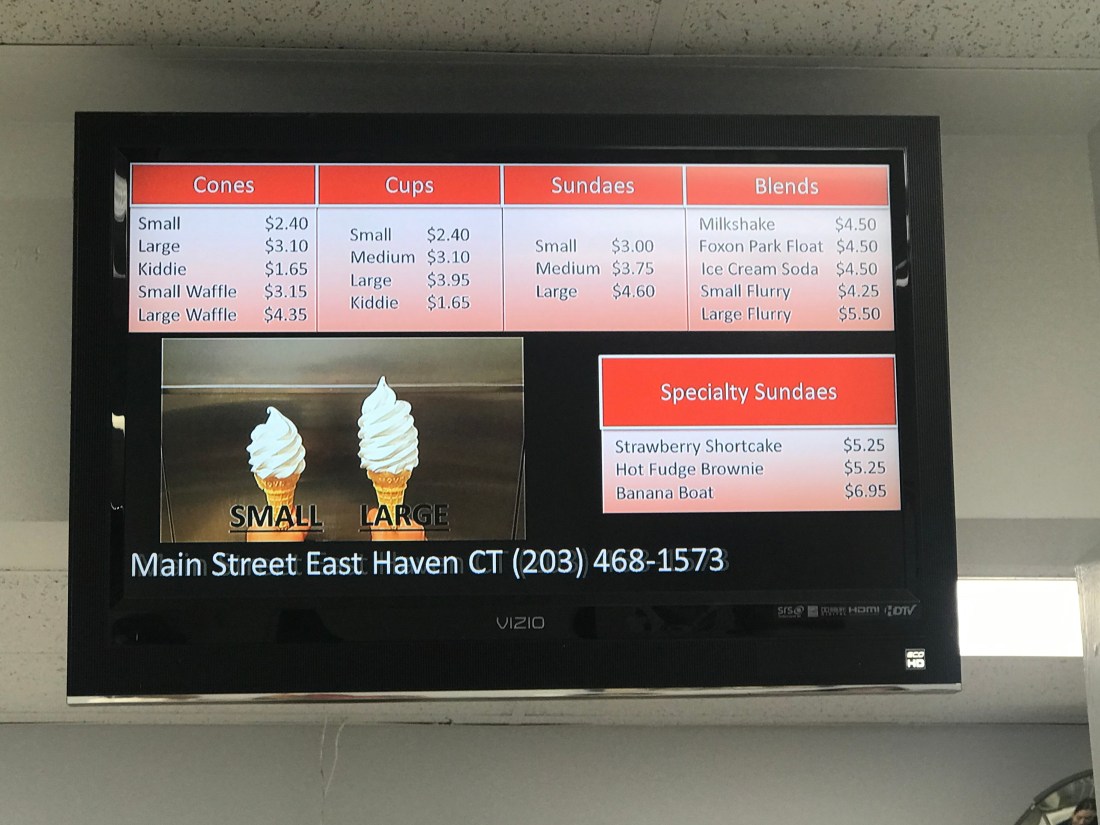 Cones
Small $2.40
Large $3.10
Kiddie $1.65
Small Waffle $3.15
Large Waffle $4.35
Cups
Small $2.40
Medium $3.10
Large $3.95
Kiddie $1.65
Sundaes
Small $3.00
Medium $3.75
Large $4.60
Blends
Milkshake $4.50
Foxon Park Float $4.50
Ice Cream Soda $4.50
Small Flurry $4.25
Large Flurry $5.50
SMALL LARGE
Specialty Sundaes
Strawberry Shortcake $5.25
Hot Fudge Brownie $5.25
Banana Boat $6.95
Main Street East Haven CT (203) 468-1573
VIZIO
SRS HDMI HDTV
ECO
HD